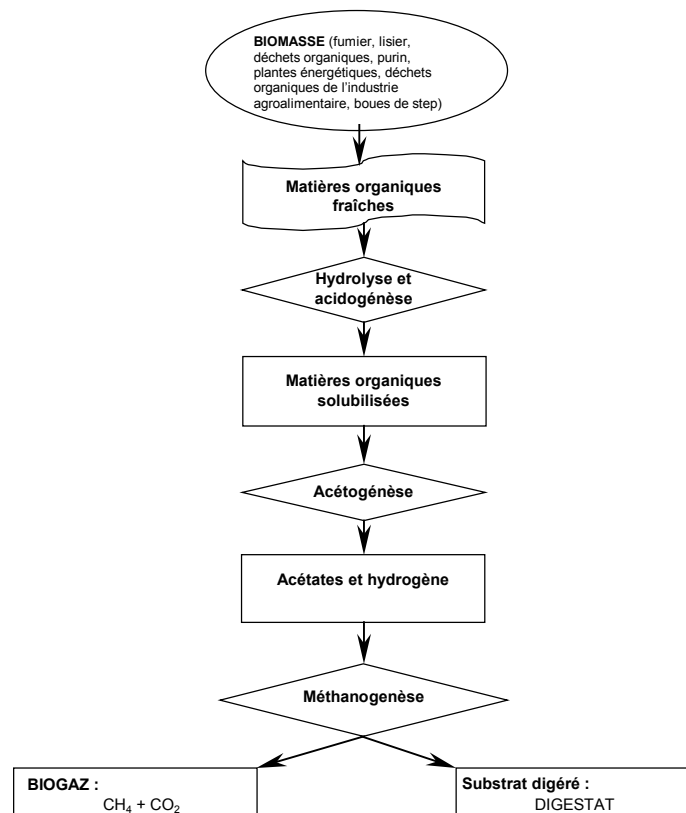 BIOMASSE (fumier, lisier,
déchets organiques, purin,
plantes énergétiques, déchets
organiques de l'industrie
agroalimentaire, boues de step)
Matières organiques
fraîches
Hydrolyse et
acidogénèse
Matières organiques
solubilisées
Acétogénèse
Acétates et hydrogène
Méthanogenèse
BIOGAZ :
CH₄ + CO₂
Substrat digéré :
DIGESTAT